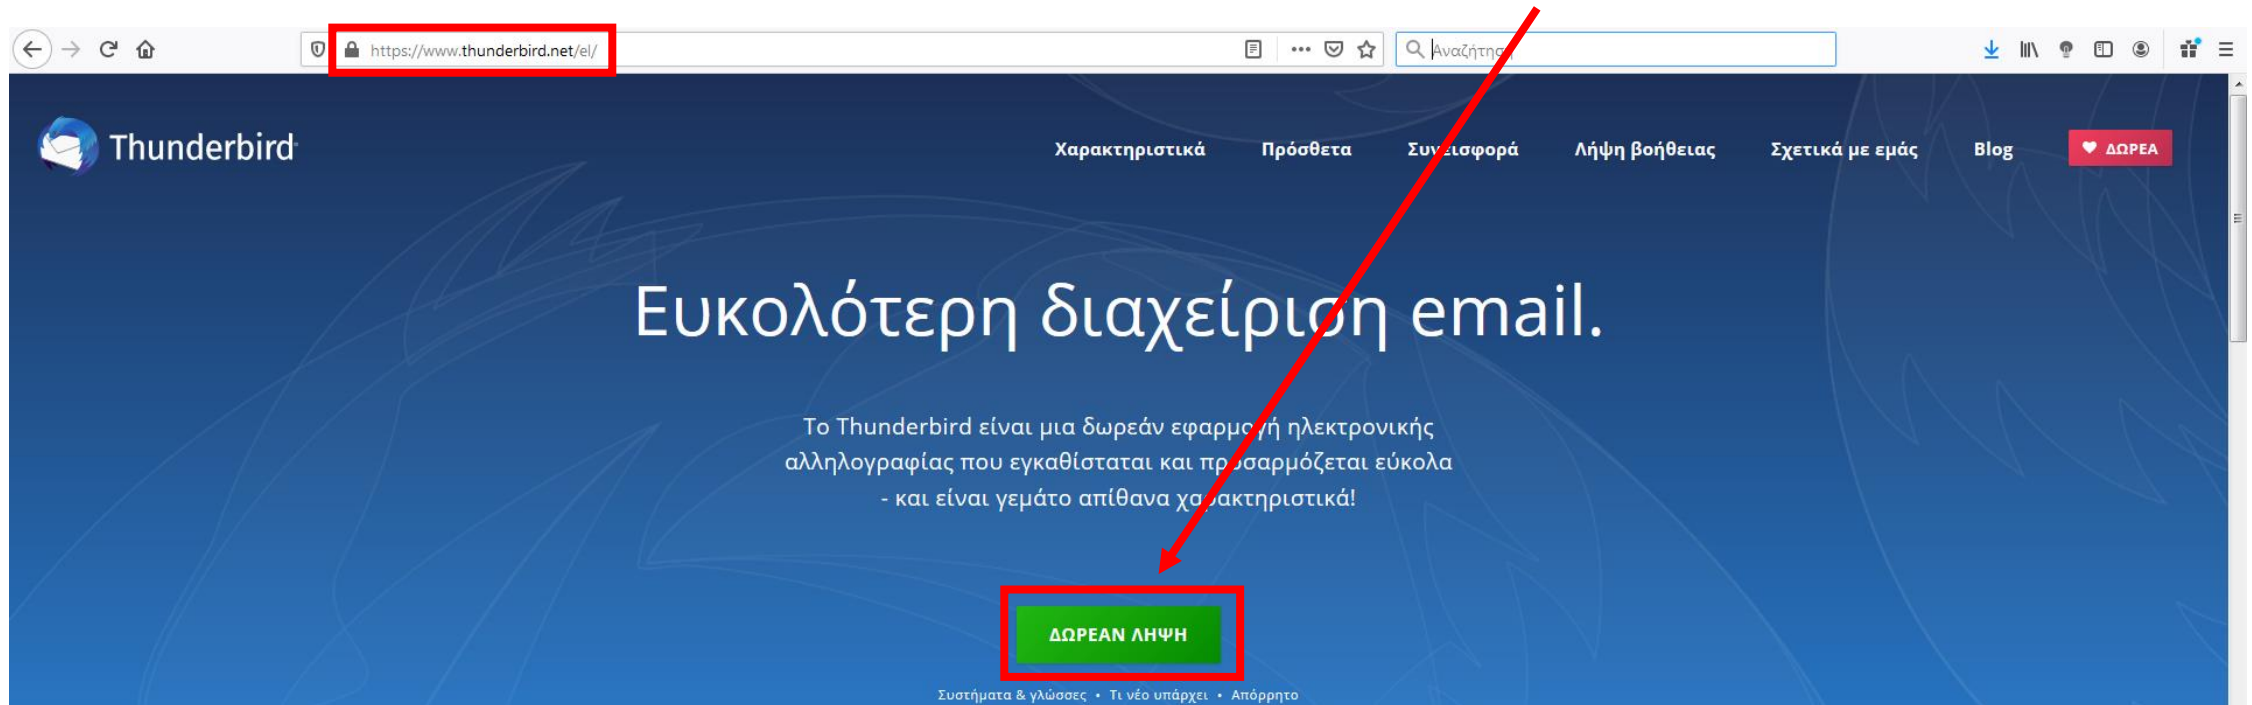 https://www.thunderbird.net/el/
Αναζήτηση
Thunderbird
Χαρακτηριστικά Πρόσθετα Συνεισφορά Λήψη βοήθειας Σχετικά με εμάς Blog ΔΩΡΕΑ
Ευκολότερη διαχείριση email.
Το Thunderbird είναι μια δωρεάν εφαρμογή ηλεκτρονικής
αλληλογραφίας που εγκαθίσταται και προσαρμόζεται εύκολα
- και είναι γεμάτο απίθανα χαρακτηριστικά!
ΔΩΡΕΑΝ ΛΗΨΗ
Συστήματα & γλώσσες • Τι νέο υπάρχει • Απόρρητο